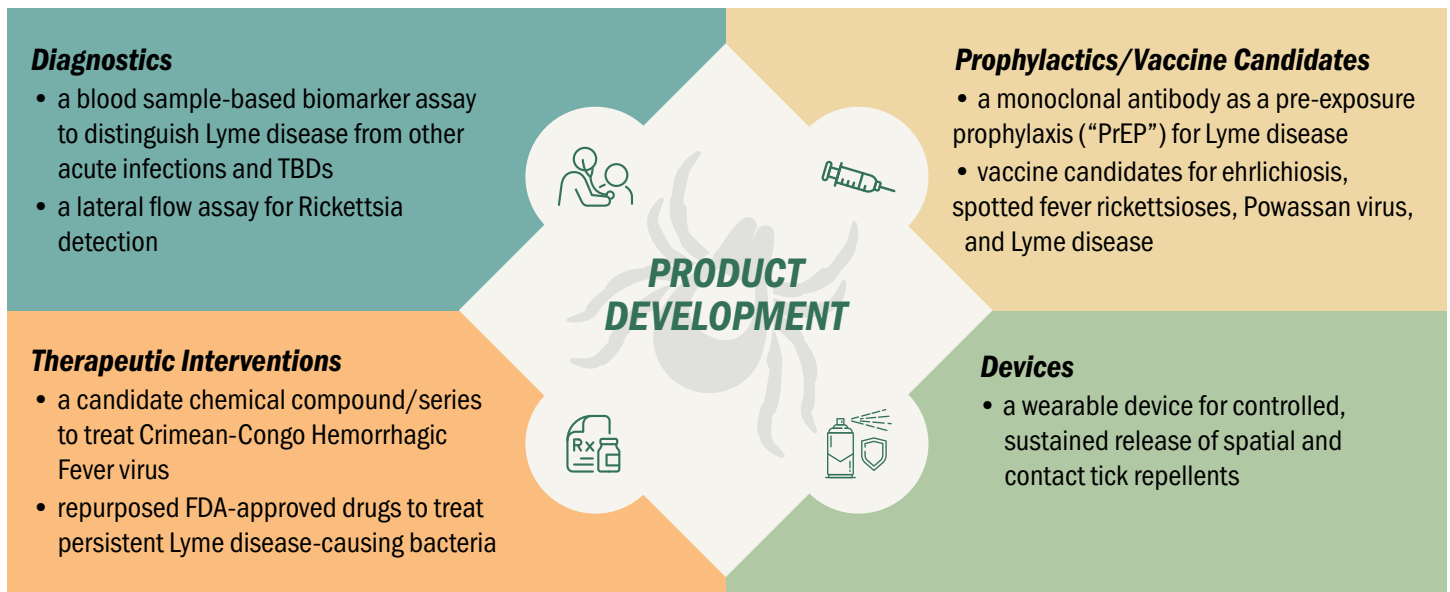 Diagnostics
• a blood sample-based biomarker assay
to distinguish Lyme disease from other
acute infections and TBDs
• a lateral flow assay for Rickettsia
detection
Prophylactics/Vaccine Candidates
• a monoclonal antibody as a pre-exposure
prophylaxis (“PrEP”) for Lyme disease
• vaccine candidates for ehrlichiosis,
spotted fever rickettsioses, Powassan virus,
and Lyme disease
PRODUCT
DEVELOPMENT
Therapeutic Interventions
• a candidate chemical compound/series
to treat Crimean-Congo Hemorrhagic
Fever virus
• repurposed FDA-approved drugs to treat
persistent Lyme disease-causing bacteria
Rx
Devices
• a wearable device for controlled,
sustained release of spatial and
contact tick repellents